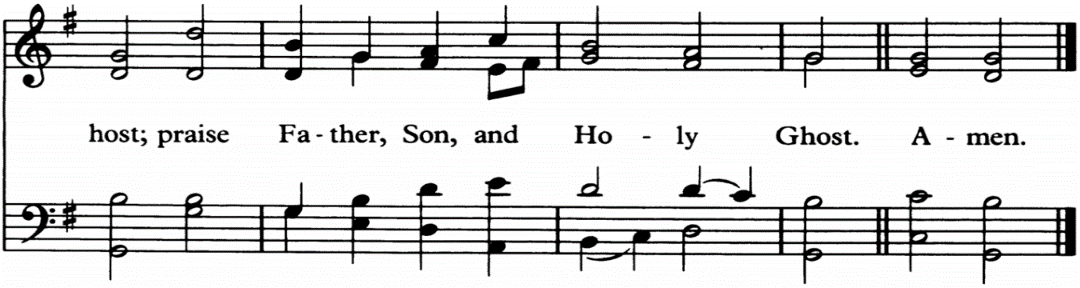 host; praise Fa - ther, Son, and Ho - ly Ghost. A - men.